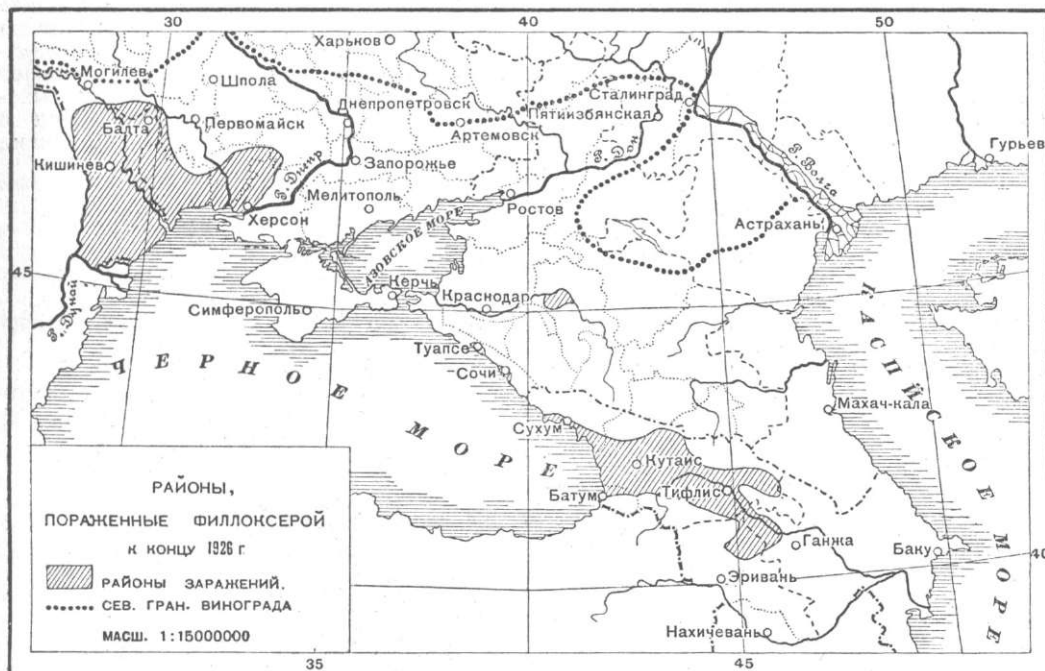 30
40
50
Харьков
Могилев
Шпола
Сталинград
Днепропетровск
Пятиизбянская
Балта
Первомайск
Артемовск
Гурьев
Кишинев
Запорожье
р. Дон
р. Волга
р. Днпр
Мелитополь
Херсон
Ростов
Астрахань
АЗОВСКОЕ МОРЕ
45
Керчь
Краснодар
р. Дунай
Симферополь
ЧЕРНОЕ МОРЕ
КАСПИЙСКОЕ МОРЕ
Туапсе
Сочи
Махач-кала
Сухум
Кутаис
Батум
Тифлис
Ганжа
Баку
40
Эривань
Нахичевань
РАЙОНЫ,
ПОРАЖЕННЫЕ ФИЛЛОКСЕРОЙ
К КОНЦУ 1926 Г
РАЙОНЫ ЗАРАЖЕНИЙ.
СЕВ. ГРАН. ВИНОГРАДА
МАСШ. 1:15000000
35
45